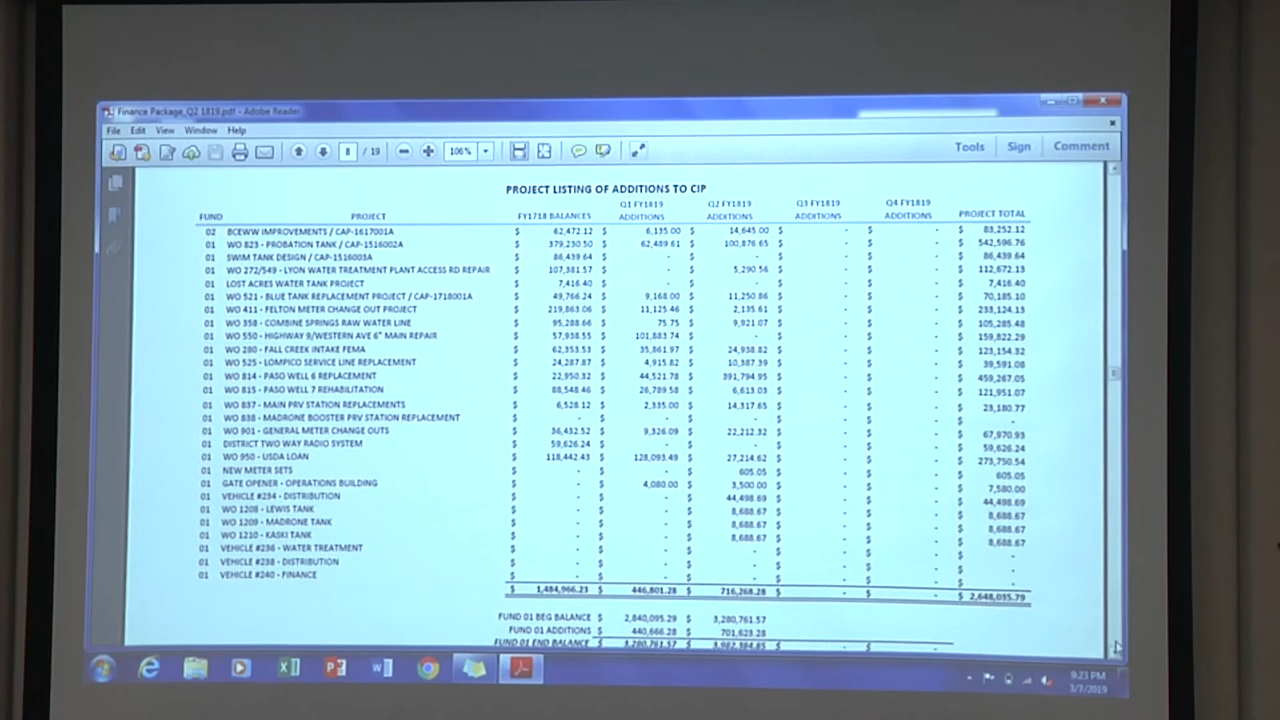 Finance Package_Q2 1819.pdf - Adobe Reader
File Edit View Window Help
8 / 19 106% Tools Sign Comment
PROJECT LISTING OF ADDITIONS TO CIP
Q1 FY1819 Q2 FY1819 Q3 FY1819 Q4 FY1819
FUND PROJECT FY1718 BALANCES ADDITIONS ADDITIONS ADDITIONS ADDITIONS PROJECT TOTAL
02 BCEWW IMPROVEMENTS / CAP-1617001A $ 62,472.12 $ 6,135.00 $ 14,645.00 $ - $ - $ 83,252.12
01 WO 823 - PROBATION TANK / CAP-1516002A $ 379,230.50 $ 62,489.61 $ 100,876.65 $ - $ - $ 542,596.76
01 SWIM TANK DESIGN / CAP-1516003A $ 86,439.64 $ - $ - $ - $ - $ 86,439.64
01 WO 272/549 - LYON WATER TREATMENT PLANT ACCESS RD REPAIR $ 107,381.57 $ - $ 5,290.56 $ - $ - $ 112,672.13
01 LOST ACRES WATER TANK PROJECT $ 7,416.40 $ - $ - $ - $ - $ 7,416.40
01 WO 521 - BLUE TANK REPLACEMENT PROJECT / CAP-1718001A $ 49,766.24 $ 9,168.00 $ 11,250.86 $ - $ - $ 70,185.10
01 WO 411 - FELTON METER CHANGE OUT PROJECT $ 219,863.06 $ 11,125.46 $ 2,135.61 $ - $ - $ 233,124.13
01 WO 358 - COMBINE SPRINGS RAW WATER LINE $ 95,288.66 $ 75.75 $ 9,921.07 $ - $ - $ 105,285.48
01 WO 550 - HIGHWAY 9/WESTERN AVE 6" MAIN REPAIR $ 57,938.55 $ 101,883.74 $ - $ - $ - $ 159,822.29
01 WO 280 - FALL CREEK INTAKE FEMA $ 62,353.53 $ 35,861.97 $ 24,938.82 $ - $ - $ 123,154.32
01 WO 525 - LOMPICO SERVICE LINE REPLACEMENT $ 24,287.87 $ 4,915.82 $ 10,387.39 $ - $ - $ 39,591.08
01 WO 814 - PASO WELL 6 REPLACEMENT $ 22,950.32 $ 44,521.78 $ 391,794.95 $ - $ - $ 459,267.05
01 WO 815 - PASO WELL 7 REHABILITATION $ 88,548.46 $ 26,789.58 $ 6,613.03 $ - $ - $ 121,951.07
01 WO 837 - MAIN PRV STATION REPLACEMENTS $ 6,528.12 $ 2,335.00 $ 14,317.65 $ - $ - $ 23,180.77
01 WO 838 - MADRONE BOOSTER PRV STATION REPLACEMENT $ - $ - $ - $ - $ - $ -
01 WO 901 - GENERAL METER CHANGE OUTS $ 36,432.52 $ 9,326.09 $ 22,212.32 $ - $ - $ 67,970.93
01 DISTRICT TWO WAY RADIO SYSTEM $ 59,626.24 $ - $ - $ - $ - $ 59,626.24
01 WO 950 - USDA LOAN $ 118,442.43 $ 128,093.49 $ 27,214.62 $ - $ - $ 273,750.54
01 NEW METER SETS $ - $ - $ 605.05 $ - $ - $ 605.05
01 GATE OPENER - OPERATIONS BUILDING $ - $ 4,080.00 $ 3,500.00 $ - $ - $ 7,580.00
01 VEHICLE #234 - DISTRIBUTION $ - $ - $ 44,498.69 $ - $ - $ 44,498.69
01 WO 1208 - LEWIS TANK $ - $ - $ 8,688.67 $ - $ - $ 8,688.67
01 WO 1209 - MADRONE TANK $ - $ - $ 8,688.67 $ - $ - $ 8,688.67
01 WO 1210 - KASKI TANK $ - $ - $ 8,688.67 $ - $ - $ 8,688.67
01 VEHICLE #236 - WATER TREATMENT $ - $ - $ - $ - $ - $ -
01 VEHICLE #238 - DISTRIBUTION $ - $ - $ - $ - $ - $ -
01 VEHICLE #240 - FINANCE $ - $ - $ - $ - $ - $ -
$ 1,484,966.23 $ 446,801.28 $ 716,268.28 $ - $ - $ 2,648,035.79
FUND 01 BEG BALANCE $ 2,840,095.29 $ 3,280,761.57
FUND 01 ADDITIONS $ 440,666.28 $ 701,623.28
FUND 01 END BALANCE $ 3,280,761.57 $ 3,982,384.85 $ - $ -
9:23 PM
3/7/2019